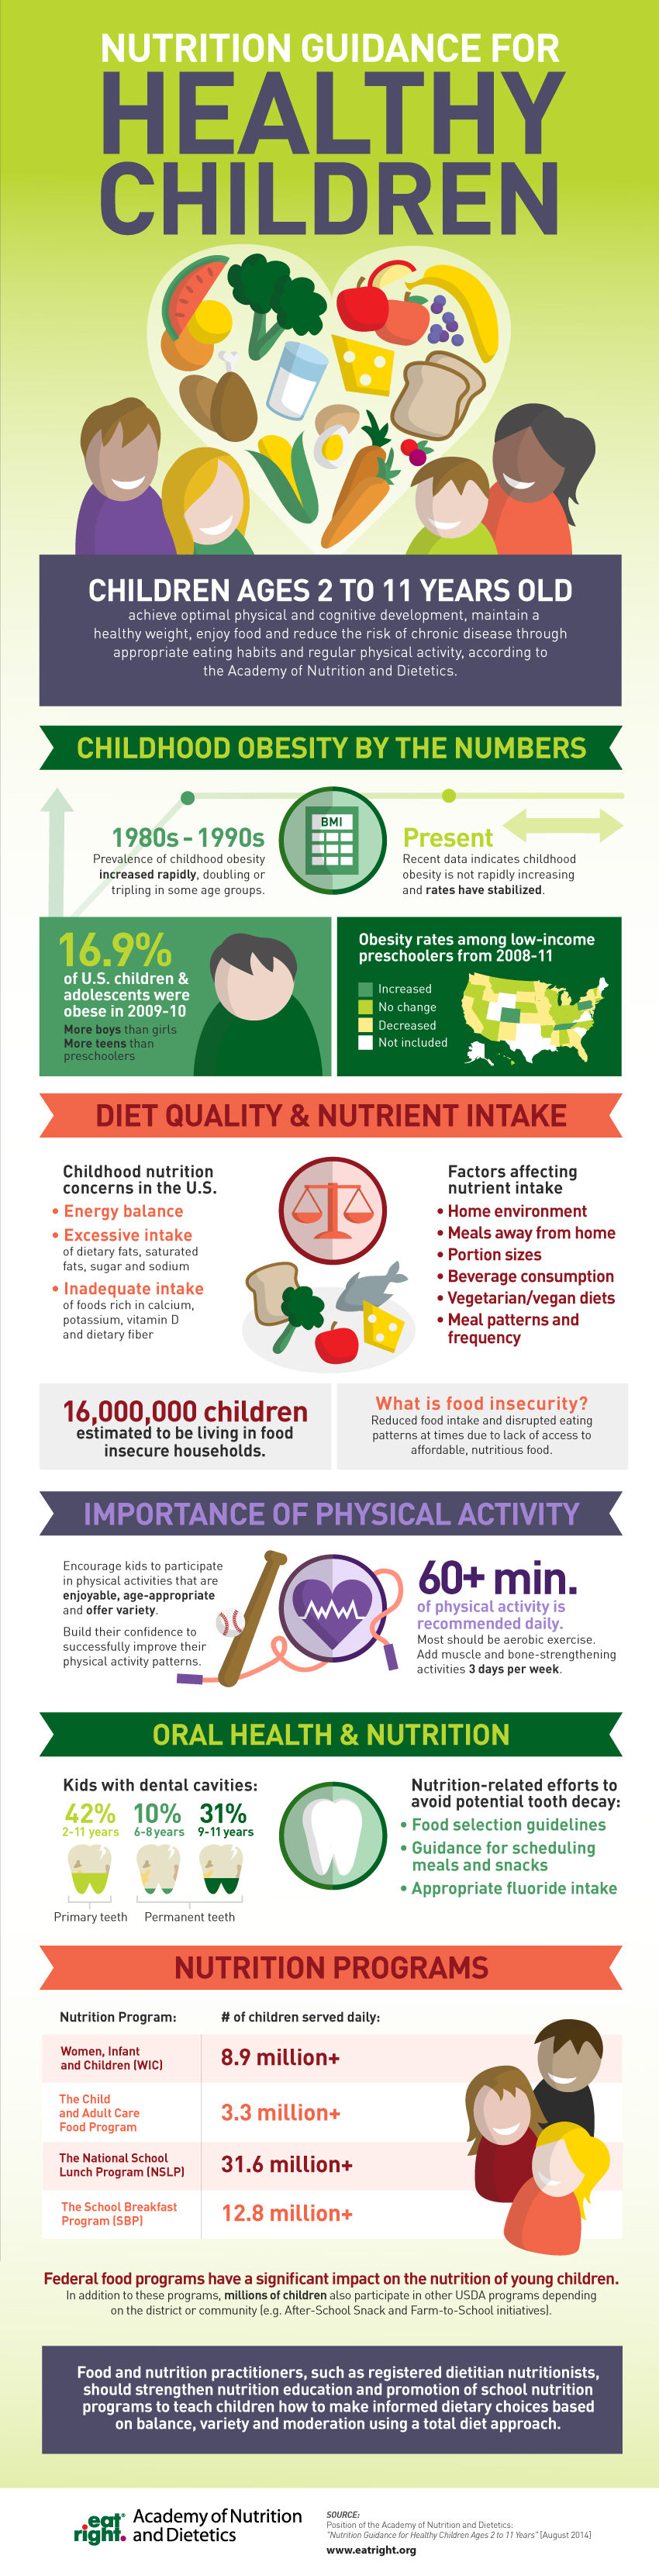 NUTRITION GUIDANCE FOR
HEALTHY
CHILDREN
CHILDREN AGES 2 TO 11 YEARS OLD
achieve optimal physical and cognitive development, maintain a
healthy weight, enjoy food and reduce the risk of chronic disease through
appropriate eating habits and regular physical activity, according to
the Academy of Nutrition and Dietetics.
CHILDHOOD OBESITY BY THE NUMBERS
1980s - 1990s
Prevalence of childhood obesity
increased rapidly, doubling or
tripling in some age groups.
BMI
Present
Recent data indicates childhood
obesity is not rapidly increasing
and rates have stabilized.
16.9%
of U.S. children &
adolescents were
obese in 2009-10
More boys than girls
More teens than
preschoolers
Obesity rates among low-income
preschoolers from 2008-11
Increased
No change
Decreased
Not included
DIET QUALITY & NUTRIENT INTAKE
Childhood nutrition
concerns in the U.S.
• Energy balance
• Excessive intake
of dietary fats, saturated
fats, sugar and sodium
• Inadequate intake
of foods rich in calcium,
potassium, vitamin D
and dietary fiber
Factors affecting
nutrient intake
• Home environment
• Meals away from home
• Portion sizes
• Beverage consumption
• Vegetarian/vegan diets
• Meal patterns and
frequency
16,000,000 children
estimated to be living in food
insecure households.
What is food insecurity?
Reduced food intake and disrupted eating
patterns at times due to lack of access to
affordable, nutritious food.
IMPORTANCE OF PHYSICAL ACTIVITY
Encourage kids to participate
in physical activities that are
enjoyable, age-appropriate
and offer variety.
Build their confidence to
successfully improve their
physical activity patterns.
60+ min.
of physical activity is
recommended daily.
Most should be aerobic exercise.
Add muscle and bone-strengthening
activities 3 days per week.
ORAL HEALTH & NUTRITION
Kids with dental cavities:
42% 10% 31%
2-11 years 6-8 years 9-11 years
Primary teeth Permanent teeth
Nutrition-related efforts to
avoid potential tooth decay:
• Food selection guidelines
• Guidance for scheduling
meals and snacks
• Appropriate fluoride intake
NUTRITION PROGRAMS
Nutrition Program: # of children served daily:
Women, Infant
and Children (WIC)
8.9 million+
The Child
and Adult Care
Food Program
3.3 million+
The National School
Lunch Program (NSLP)
31.6 million+
The School Breakfast
Program (SBP)
12.8 million+
Federal food programs have a significant impact on the nutrition of young children.
In addition to these programs, millions of children also participate in other USDA programs depending
on the district or community (e.g. After-School Snack and Farm-to-School initiatives).
Food and nutrition practitioners, such as registered dietitian nutritionists,
should strengthen nutrition education and promotion of school nutrition
programs to teach children how to make informed dietary choices based
on balance, variety and moderation using a total diet approach.
eat
right.
Academy of Nutrition
and Dietetics
SOURCE:
Position of the Academy of Nutrition and Dietetics:
"Nutrition Guidance for Healthy Children Ages 2 to 11 Years" [August 2014]
www.eatright.org